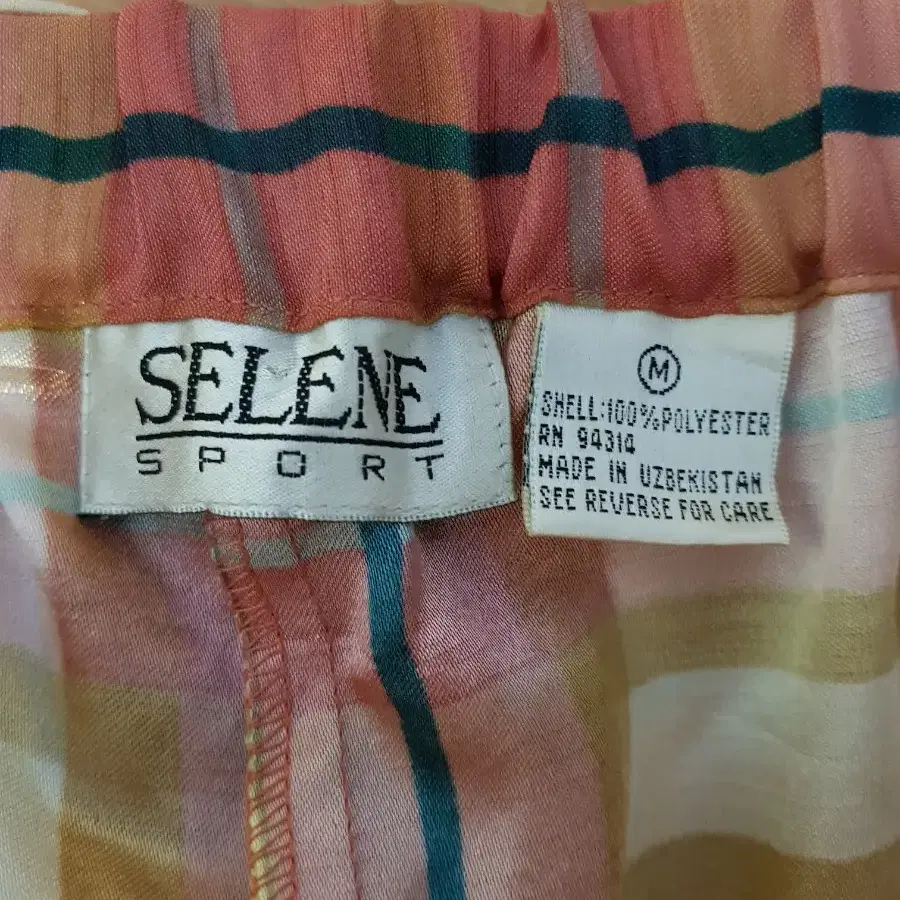 SELENE
SPORT
M
SHELL:100%POLYESTER
RN 94314
MADE IN UZBEKISTAN
SEE REVERSE FOR CARE